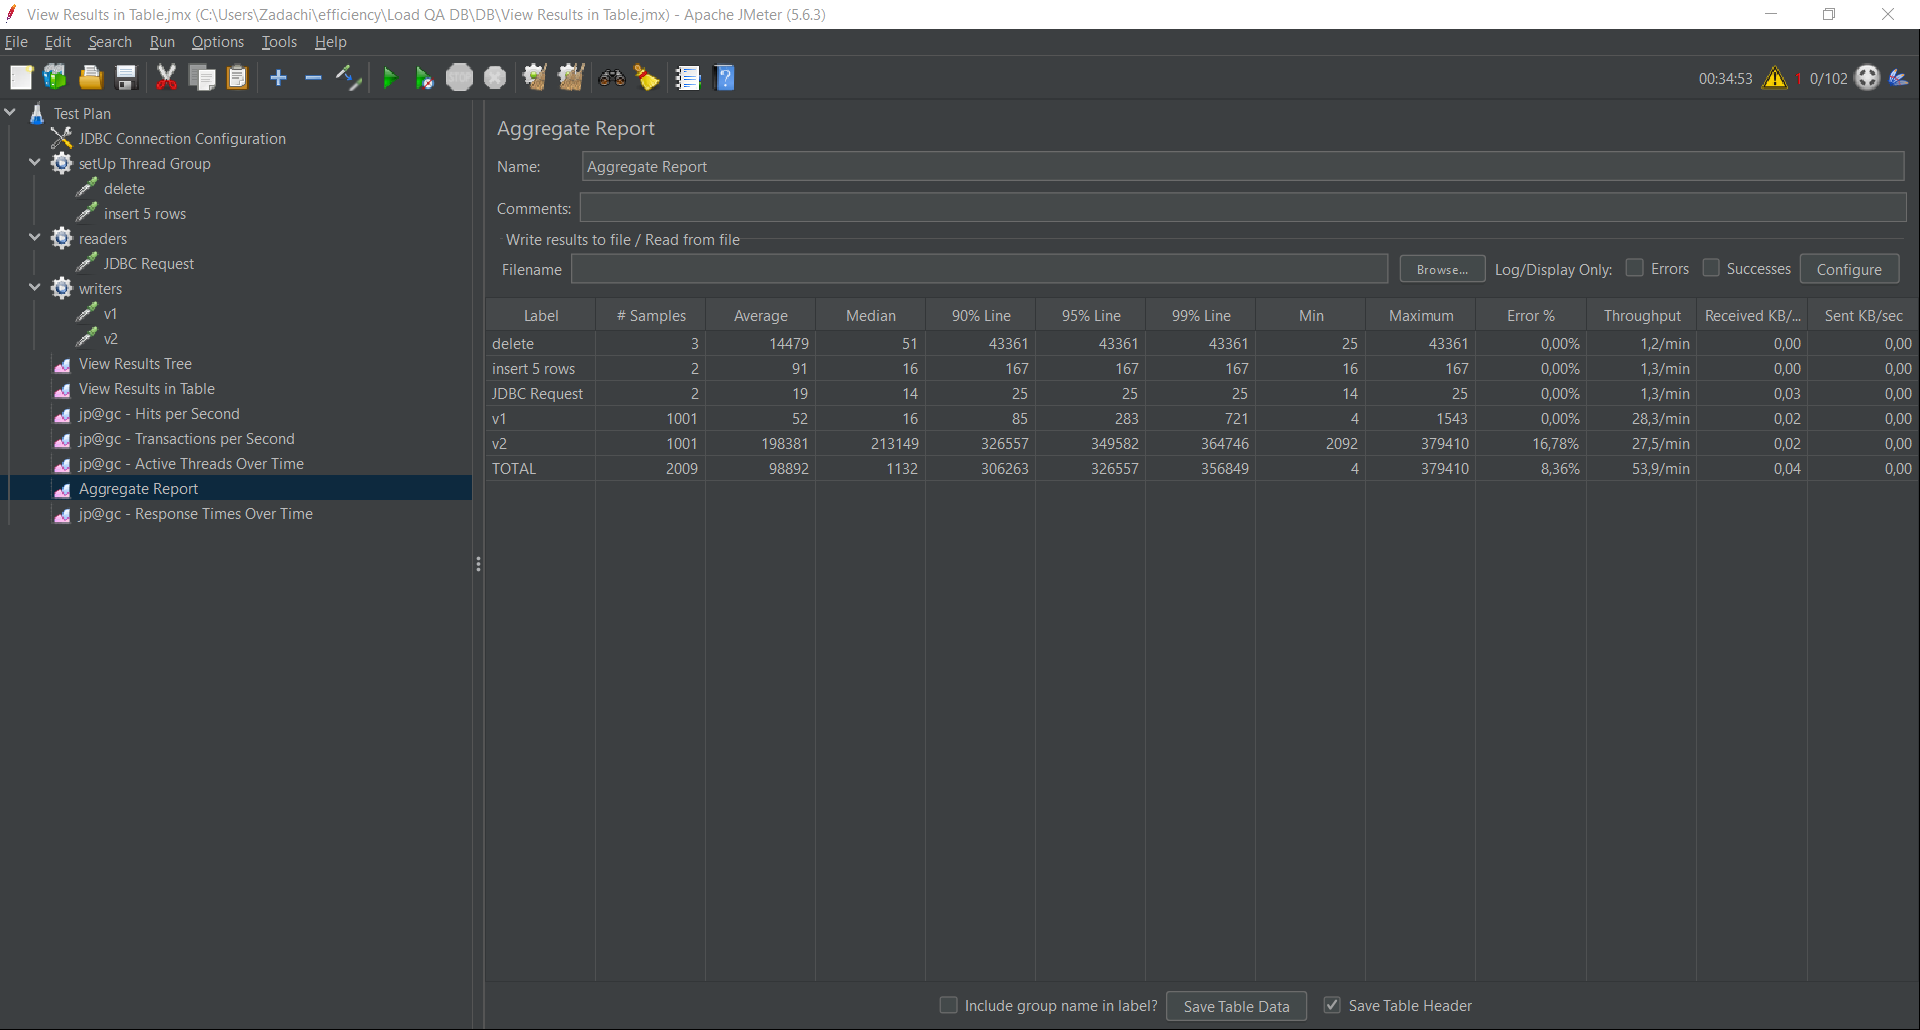 View Results in Table.jmx (C:\Users\Zadachi\efficiency\Load QA DB\DB\View Results in Table.jmx) - Apache JMeter (5.6.3)
File Edit Search Run Options Tools Help
00:34:53 1 0/102
Test Plan
JDBC Connection Configuration
setUp Thread Group
delete
insert 5 rows
readers
JDBC Request
writers
v1
v2
View Results Tree
View Results in Table
jp@gc - Hits per Second
jp@gc - Transactions per Second
jp@gc - Active Threads Over Time
Aggregate Report
jp@gc - Response Times Over Time
Aggregate Report
Name: Aggregate Report
Comments:
Write results to file / Read from file
Filename Browse... Log/Display Only: Errors Successes Configure
Label # Samples Average Median 90% Line 95% Line 99% Line Min Maximum Error % Throughput Received KB/... Sent KB/sec
delete 3 14479 51 43361 43361 43361 25 43361 0,00% 1,2/min 0,00 0,00
insert 5 rows 2 91 16 167 167 167 16 167 0,00% 1,3/min 0,00 0,00
JDBC Request 2 19 14 25 25 25 14 25 0,00% 1,3/min 0,03 0,00
v1 1001 52 16 85 283 721 4 1543 0,00% 28,3/min 0,02 0,00
v2 1001 198381 213149 326557 349582 364746 2092 379410 16,78% 27,5/min 0,02 0,00
TOTAL 2009 98892 1132 306263 326557 356849 4 379410 8,36% 53,9/min 0,04 0,00
Include group name in label? Save Table Data Save Table Header